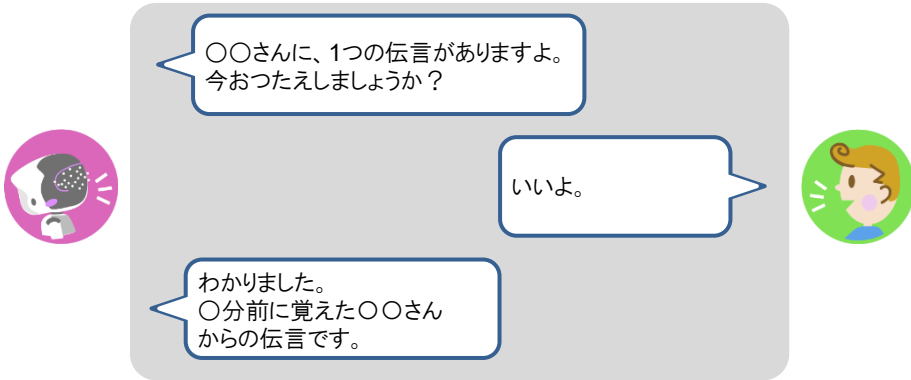 〇〇さんに、1つの伝言がありますよ。
今おつたえしましょうか？
いいよ。
わかりました。
〇分前に覚えた〇〇さん
からの伝言です。